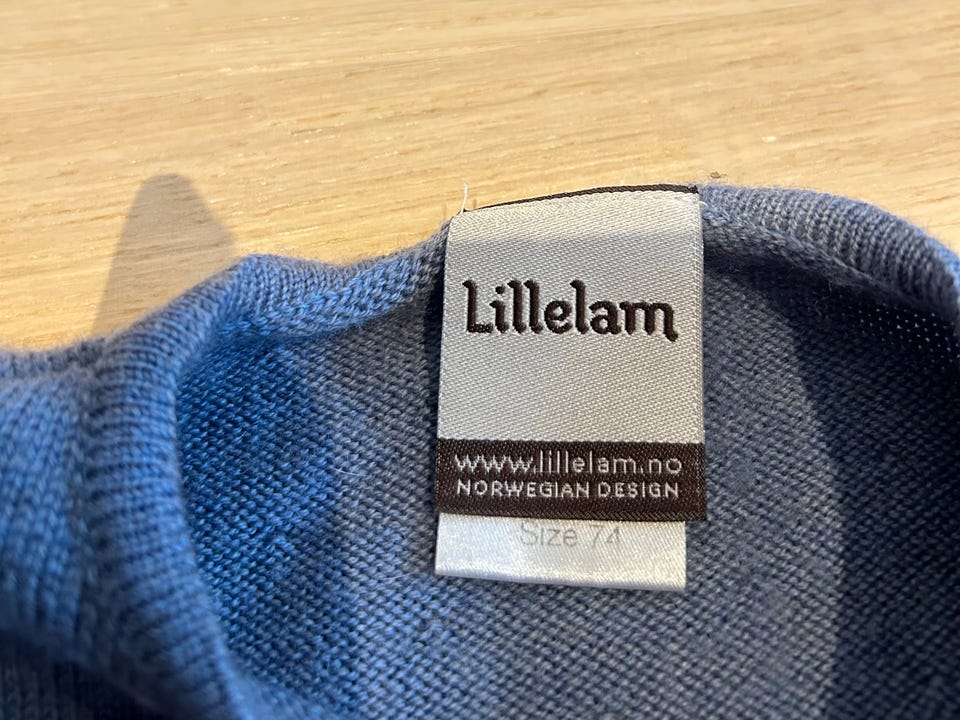 Lillelam
www.lillelam.no
NORWEGIAN DESIGN
Size 74